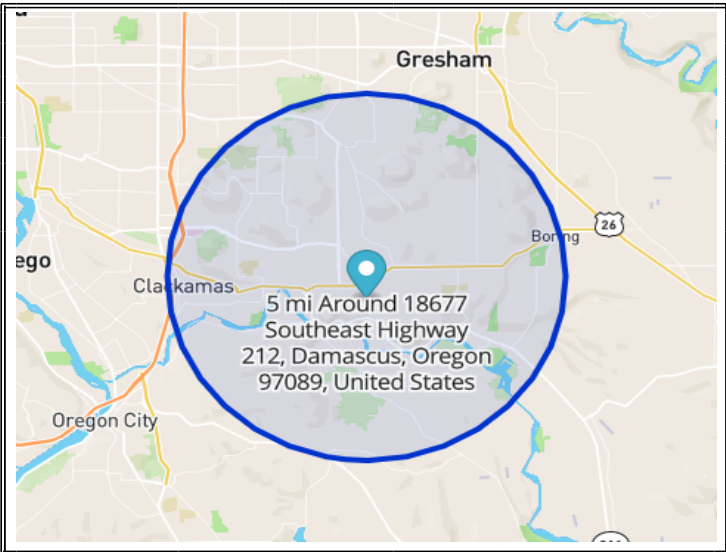 Gresham
26
Boring
ego
Clackamas
5 mi Around 18677
Southeast Highway
212, Damascus, Oregon
97089, United States
Oregon City